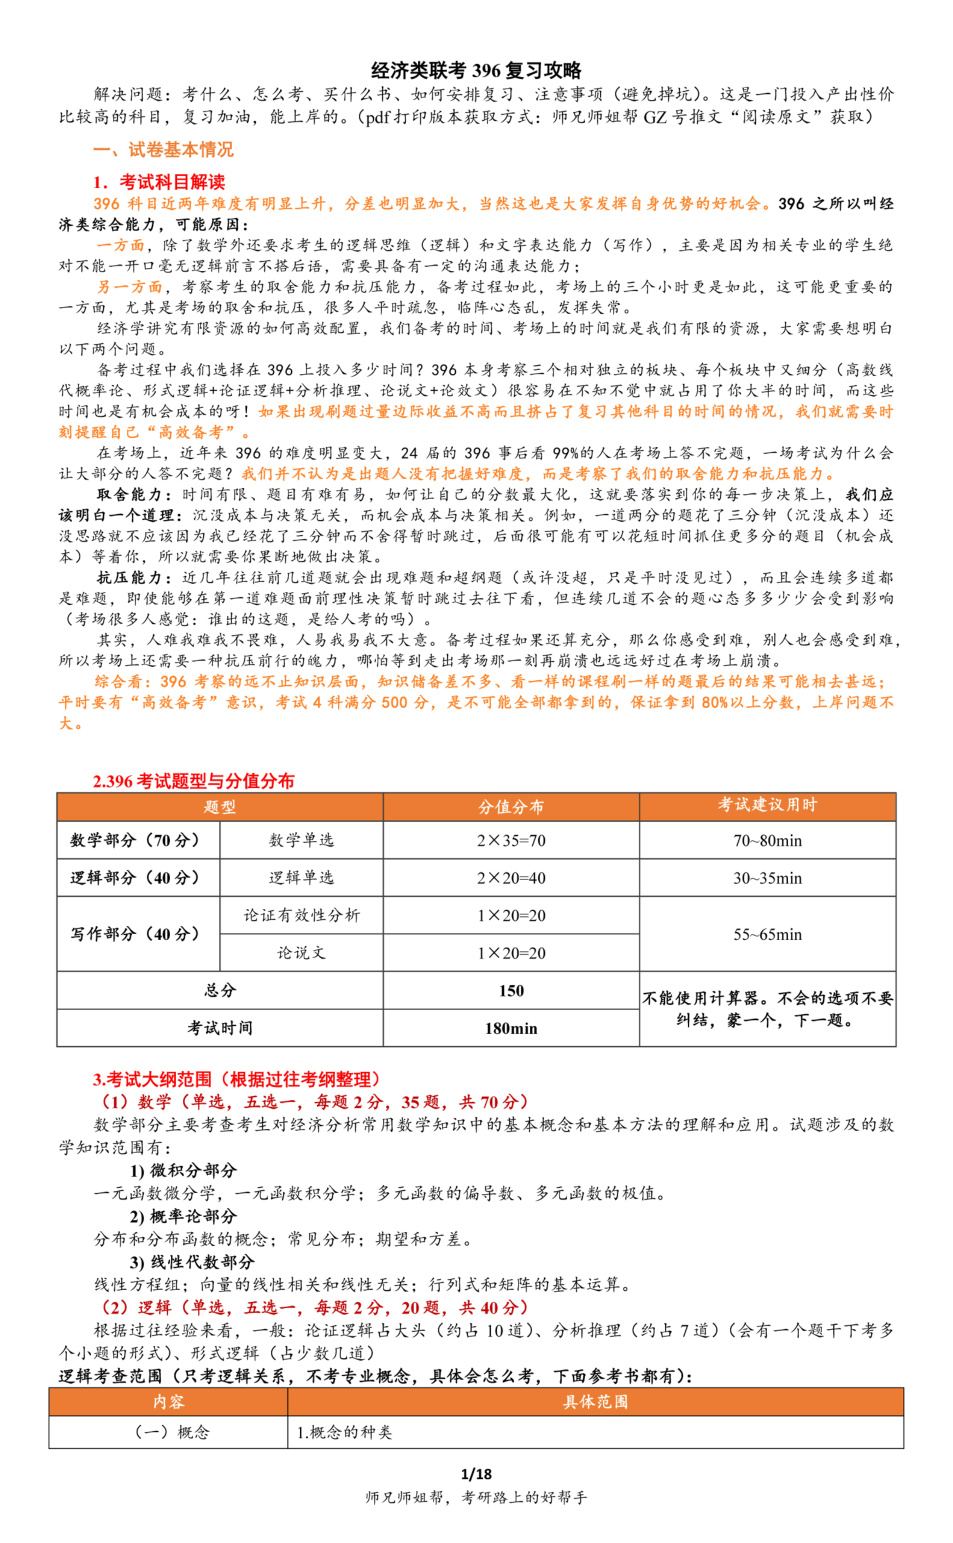 经济类联考 396 复习攻略
解决问题：考什么、怎么考、买什么书、如何安排复习、注意事项（避免掉坑）。这是一门投入产出性价
比较高的科目，复习加油，能上岸的。（pdf 打印版本获取方式：师兄师姐帮 GZ 号推文“阅读原文”获取）
一、试卷基本情况
1．考试科目解读
396 科目近两年难度有明显上升，分差也明显加大，当然这也是大家发挥自身优势的好机会。396 之所以叫经
济类综合能力，可能原因：
一方面，除了数学外还要求考生的逻辑思维（逻辑）和文字表达能力（写作），主要是因为相关专业的学生绝
对不能一开口毫无逻辑前言不搭后语，需要具备有一定的沟通表达能力；
另一方面，考察考生的取舍能力和抗压能力，备考过程如此，考场上的三个小时更是如此，这可能更重要的
一方面，尤其是考场的取舍和抗压，很多人平时疏忽，临阵心态乱，发挥失常。
经济学讲究有限资源的如何高效配置，我们备考的时间、考场上的时间就是我们有限的资源，大家需要想明白
以下两个问题。
备考过程中我们选择在 396 上投入多少时间？396 本身考察三个相对独立的板块、每个板块中又细分（高数线
代概率论、形式逻辑+论证逻辑+分析推理、论说文+论效文）很容易在不知不觉中就占用了你大半的时间，而这些
时间也是有机会成本的呀！如果出现刷题过量边际收益不高而且挤占了复习其他科目的时间的情况，我们就需要时
刻提醒自己“高效备考”。
在考场上，近年来 396 的难度明显变大，24 届的 396 事后看 99%的人在考场上答不完题，一场考试为什么会
让大部分的人答不完题？我们并不认为是出题人没有把握好难度，而是考察了我们的取舍能力和抗压能力。
取舍能力：时间有限、题目有难有易，如何让自己的分数最大化，这就要落实到你的每一步决策上，我们应
该明白一个道理：沉没成本与决策无关，而机会成本与决策相关。例如，一道两分的题花了三分钟（沉没成本）还
没思路就不应该因为我已经花了三分钟而不舍得暂时跳过，后面很可能有可以花短时间抓住更多分的题目（机会成
本）等着你，所以就需要你果断地做出决策。
抗压能力：近几年往往前几道题就会出现难题和超纲题（或许没超，只是平时没见过），而且会连续多道都
是难题，即使能够在第一道难题面前理性决策暂时跳过去往下看，但连续几道不会的题心态多多少少会受到影响
（考场很多人感觉：谁出的这题，是给人考的吗）。
其实，人难我难我不畏难，人易我易我不大意。备考过程如果还算充分，那么你感受到难，别人也会感受到难，
所以考场上还需要一种抗压前行的魄力，哪怕等到走出考场那一刻再崩溃也远远好过在考场上崩溃。
综合看：396 考察的远不止知识层面，知识储备差不多、看一样的课程刷一样的题最后的结果可能相去甚远；
平时要有“高效备考”意识，考试 4 科满分 500 分，是不可能全部都拿到的，保证拿到 80%以上分数，上岸问题不
大。
2.396 考试题型与分值分布
题型 分值分布 考试建议用时
数学部分（70 分） 数学单选 2×35=70 70~80min
逻辑部分（40 分） 逻辑单选 2×20=40 30~35min
写作部分（40 分） 论证有效性分析 1×20=20 55~65min
论说文 1×20=20
总分 150 不能使用计算器。不会的选项不要
纠结，蒙一个，下一题。
考试时间 180min
3.考试大纲范围（根据过往考纲整理）
（1）数学（单选，五选一，每题 2 分，35 题，共 70 分）
数学部分主要考查考生对经济分析常用数学知识中的基本概念和基本方法的理解和应用。试题涉及的数
学知识范围有：
1) 微积分部分
一元函数微分学，一元函数积分学；多元函数的偏导数、多元函数的极值。
2) 概率论部分
分布和分布函数的概念；常见分布；期望和方差。
3) 线性代数部分
线性方程组；向量的线性相关和线性无关；行列式和矩阵的基本运算。
（2）逻辑（单选，五选一，每题 2 分，20 题，共 40 分）
根据过往经验来看，一般：论证逻辑占大头（约占 10 道）、分析推理（约占 7 道）（会有一个题干下考多
个小题的形式）、形式逻辑（占少数几道）
逻辑考查范围（只考逻辑关系，不考专业概念，具体会怎么考，下面参考书都有）：
内容 具体范围
（一）概念 1.概念的种类
1/18
师兄师姐帮，考研路上的好帮手